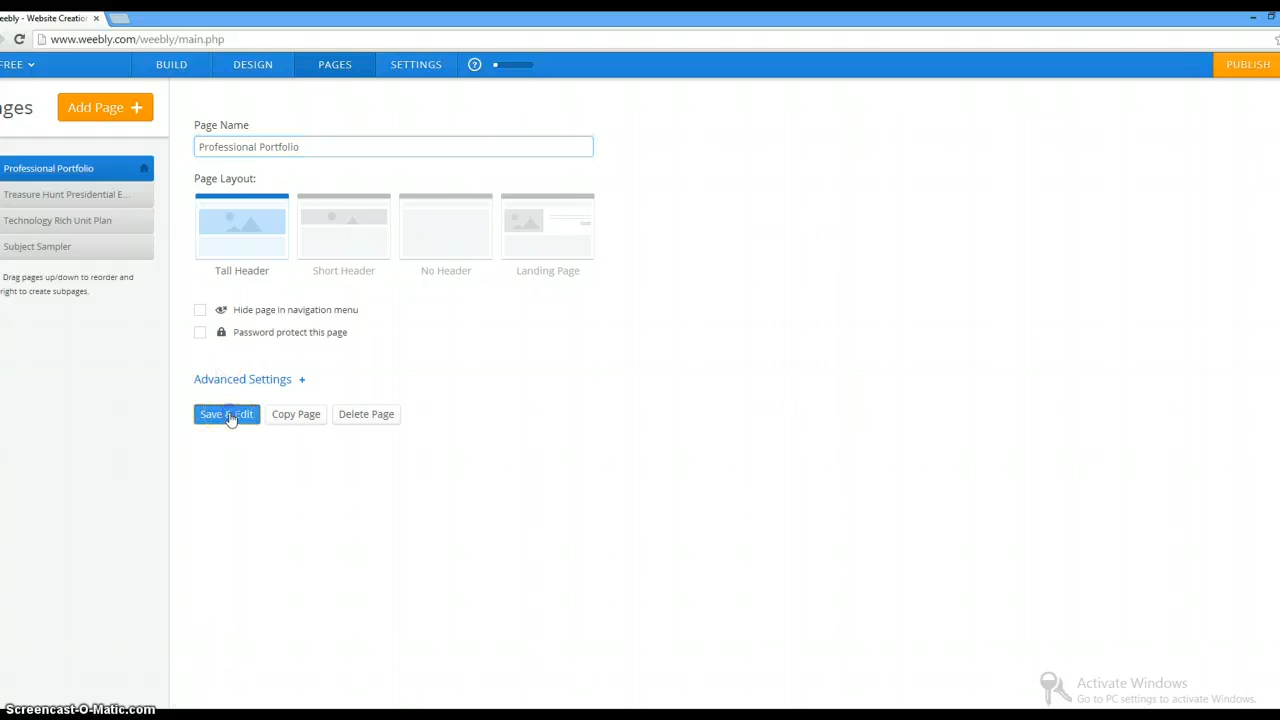 eebly - Website Creatio
www.weebly.com/weebly/main.php
FREE BUILD DESIGN PAGES SETTINGS ? PUBLISH
ges Add Page +
Page Name
Professional Portfolio
Professional Portfolio
Treasure Hunt Presidential E...
Technology Rich Unit Plan
Subject Sampler
Drag pages up/down to reorder and
right to create subpages.
Page Layout:
Tall Header Short Header No Header Landing Page
Hide page in navigation menu
Password protect this page
Advanced Settings +
Save & Edit Copy Page Delete Page
Activate Windows
Go to PC settings to activate Windows.
Screencast-O-Matic.com